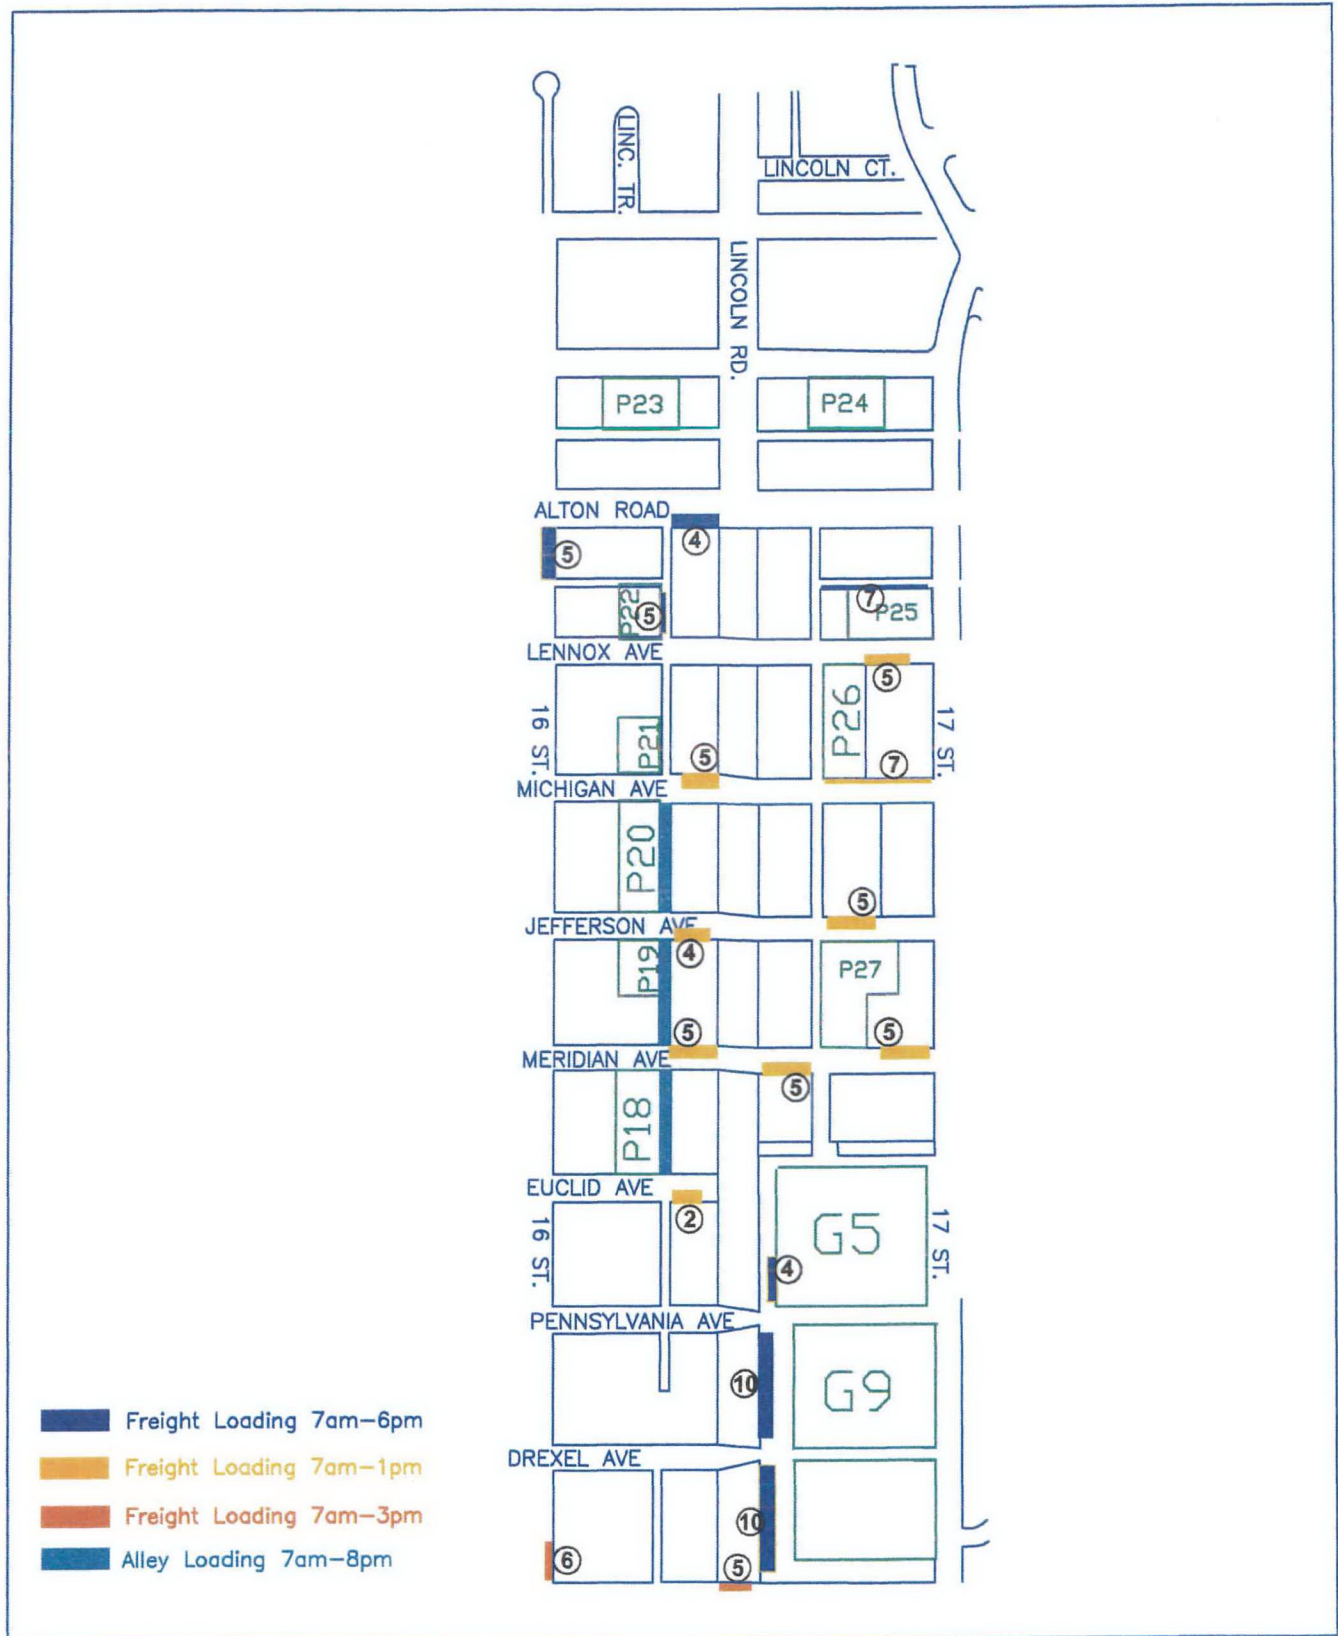 LINC. TR.
LINCOLN CT.
LINCOLN RD.
P23
P24
ALTON ROAD
4
5
P22
5
7
P25
LENNOX AVE
5
16 ST.
P21
5
P26
7
17 ST.
MICHIGAN AVE
P20
5
JEFFERSON AVE
P19
4
P27
5
5
MERIDIAN AVE
5
P18
EUCLID AVE
2
16 ST.
G5
4
17 ST.
PENNSYLVANIA AVE
10
G9
DREXEL AVE
10
6
5
Freight Loading 7am-6pm
Freight Loading 7am-1pm
Freight Loading 7am-3pm
Alley Loading 7am-8pm